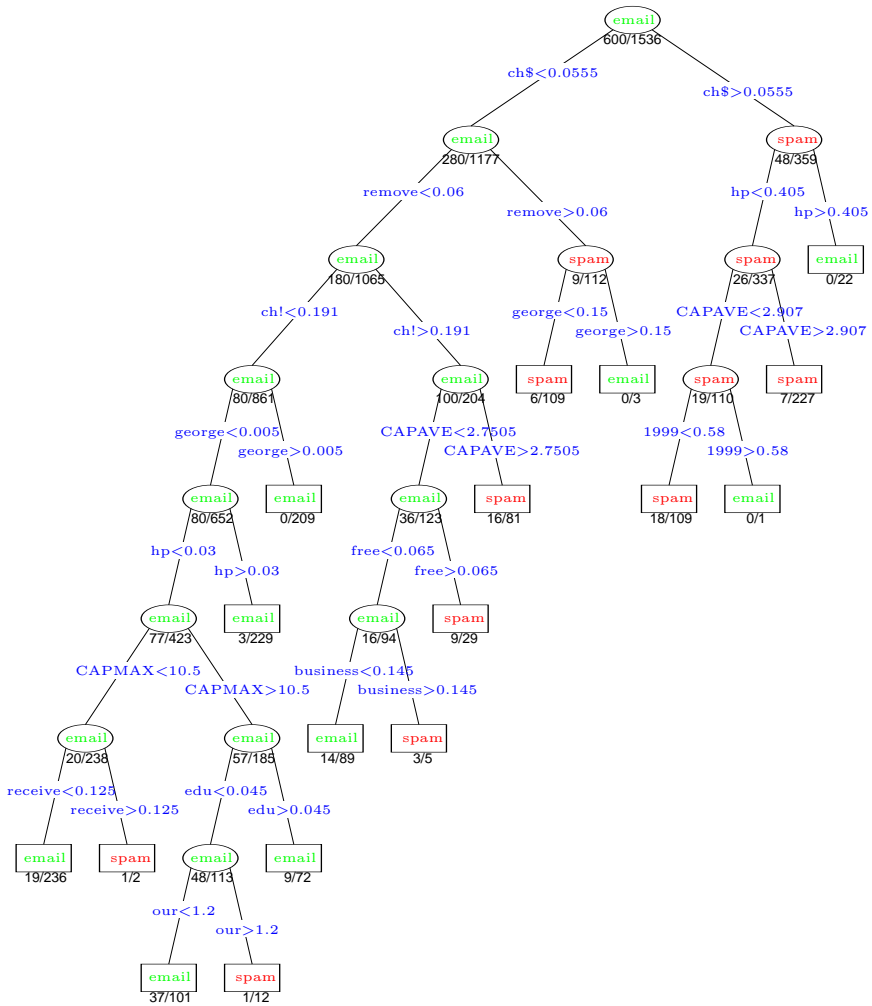 email
600/1536
ch$<0.0555
ch$>0.0555
email
280/1177
spam
48/359
remove<0.06
hp<0.405
remove>0.06
hp>0.405
email
180/1065
spam
9/112
spam
26/337
email
0/22
ch!<0.191
george<0.15
CAPAVE<2.907
ch!>0.191
george>0.15
CAPAVE>2.907
email
80/861
email
100/204
spam
6/109
email
0/3
spam
19/110
spam
7/227
george<0.005
CAPAVE<2.7505
1999<0.58
george>0.005
CAPAVE>2.7505
1999>0.58
email
80/652
email
0/209
email
36/123
spam
16/81
spam
18/109
email
0/1
hp<0.03
free<0.065
hp>0.03
free>0.065
email
77/423
email
3/229
email
16/94
spam
9/29
CAPMAX<10.5
business<0.145
CAPMAX>10.5
business>0.145
email
20/238
email
57/185
email
14/89
spam
3/5
receive<0.125
edu<0.045
receive>0.125
edu>0.045
email
19/236
spam
1/2
email
48/113
email
9/72
our<1.2
our>1.2
email
37/101
spam
1/12